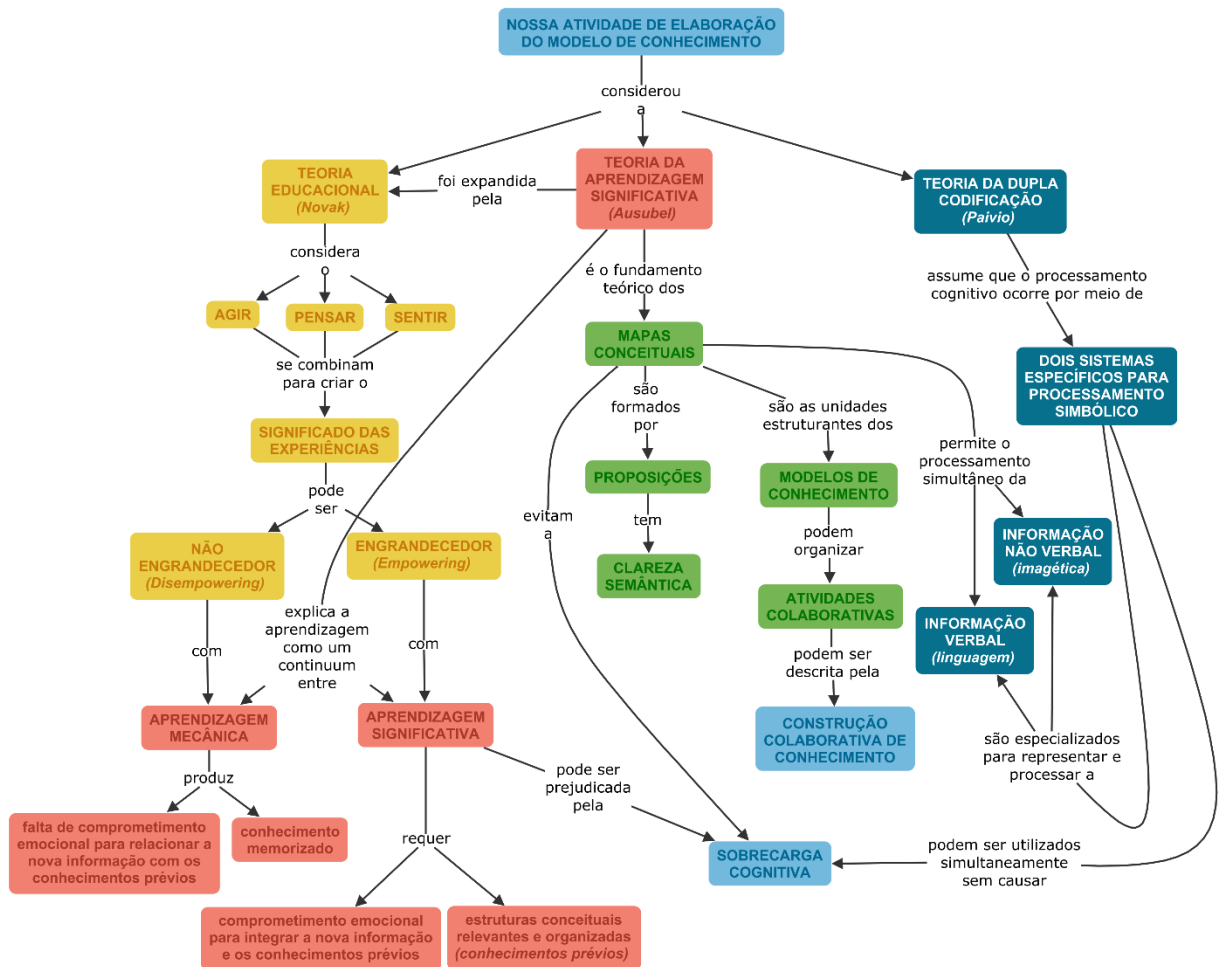 NOSSA ATIVIDADE DE ELABORAÇÃO
DO MODELO DE CONHECIMENTO
considerou
a
TEORIA
EDUCACIONAL
(Novak)
foi expandida
pela
TEORIA DA
APRENDIZAGEM
SIGNIFICATIVA
(Ausubel)
TEORIA DA DUPLA
CODIFICAÇÃO
(Paivio)
considera
o
AGIR
PENSAR
SENTIR
se combinam
para criar o
SIGNIFICADO DAS
EXPERIÊNCIAS
pode
ser
NÃO
ENGRANDECEDOR
(Disempowering)
ENGRANDECEDOR
(Empowering)
com
com
explica a
aprendizagem
como um
continuum
entre
APRENDIZAGEM
MECÂNICA
APRENDIZAGEM
SIGNIFICATIVA
produz
falta de comprometimento
emocional para relacionar a
nova informação com os
conhecimentos prévios
conhecimento
memorizado
requer
comprometimento emocional
para integrar a nova informação
e os conhecimentos prévios
estruturas conceituais
relevantes e organizadas
(conhecimentos prévios)
pode ser
prejudicada
pela
é o fundamento
teórico dos
MAPAS
CONCEITUAIS
são
formados
por
PROPOSIÇÕES
tem
CLAREZA
SEMÂNTICA
evitam
a
são as unidades
estruturantes dos
MODELOS DE
CONHECIMENTO
podem
organizar
ATIVIDADES
COLABORATIVAS
podem ser
descrita pela
CONSTRUÇÃO
COLABORATIVA DE
CONHECIMENTO
SOBRECARGA
COGNITIVA
assume que o processamento
cognitivo ocorre por meio de
DOIS SISTEMAS
ESPECÍFICOS PARA
PROCESSAMENTO
SIMBÓLICO
permite o
processamento
simultâneo da
INFORMAÇÃO
NÃO VERBAL
(imagética)
INFORMAÇÃO
VERBAL
(linguagem)
são especializados
para representar e
processar a
podem ser utilizados
simultaneamente
sem causar